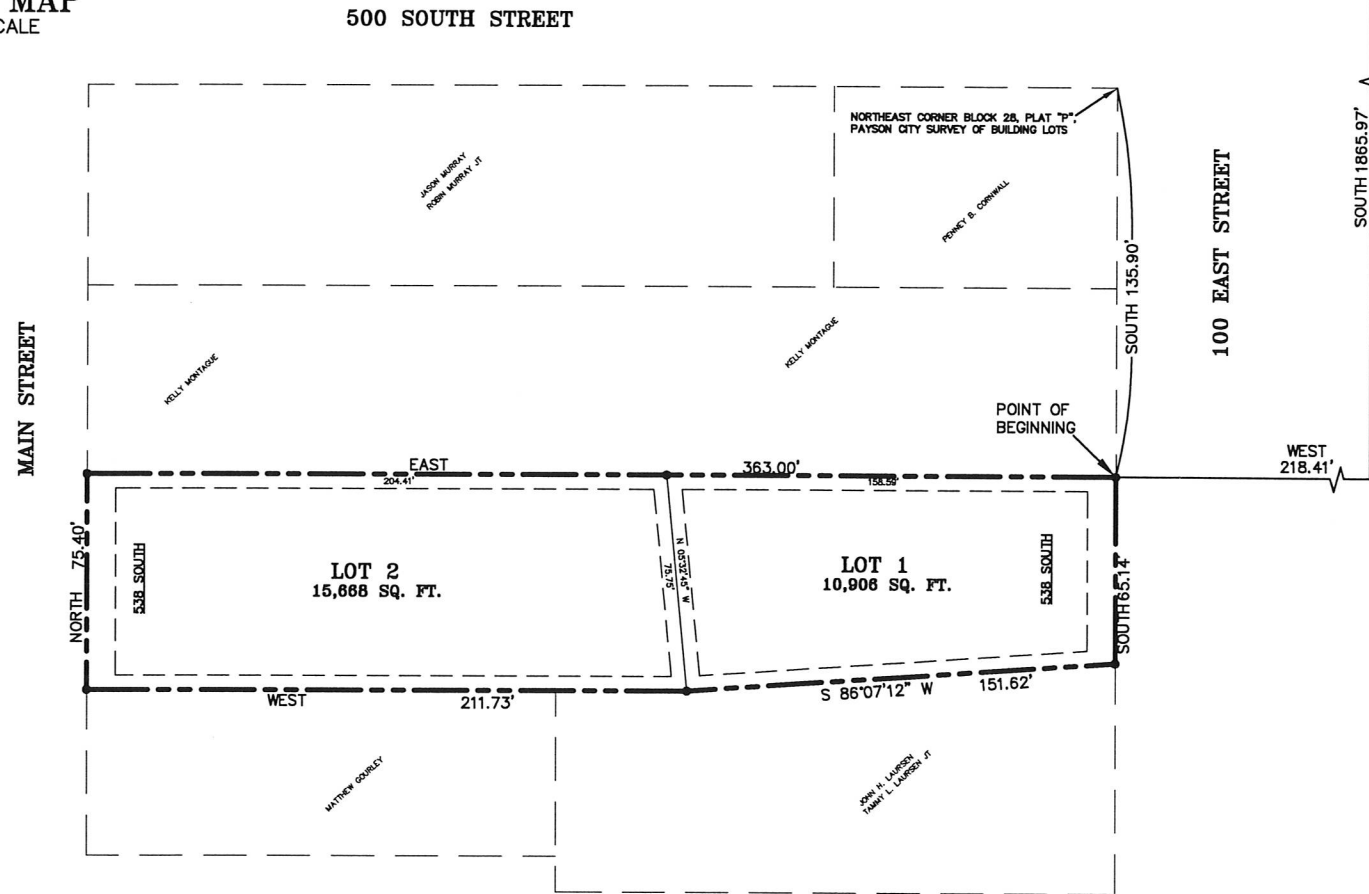 MAP
SCALE
500 SOUTH STREET
NORTHEAST CORNER BLOCK 28, PLAT "P",
PAYSON CITY SURVEY OF BUILDING LOTS
JASON MURRAY
ROBIN MURRAY JT
PENNEY B. CORNWALL
SOUTH 1865.97'
100 EAST STREET
SOUTH 135.90'
MAIN STREET
KELLY MONTAGUE
KELLY MONTAGUE
POINT OF
BEGINNING
WEST
218.41'
EAST
363.00'
204.41'
158.59'
NORTH 75.40'
538 SOUTH
LOT 2
15,668 SQ. FT.
N 05°32'45" W
75.75'
LOT 1
10,906 SQ. FT.
538 SOUTH
SOUTH 65.14'
WEST
211.73'
S 86°07'12" W
151.62'
MATTHEW GOURLEY
JOHN H. LAURSEN
TAMMY L. LAURSEN JT